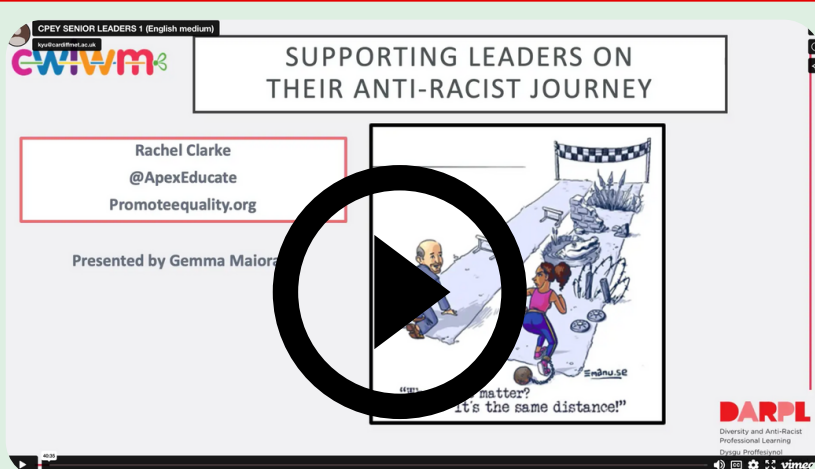 CPEY SENIOR LEADERS 1 (English medium)
kyu@cardiffmet.ac.uk
cwlwm
SUPPORTING LEADERS ON
THEIR ANTI-RACIST JOURNEY
Rachel Clarke
@ApexEducate
Promoteequality.org
Presented by Gemma
Emanu.se
matter?
It's the same distance!”
DARPL
Diversity and Anti-Racist
Professional Learning
Dysgu Proffesiynol
40:35
vimeo